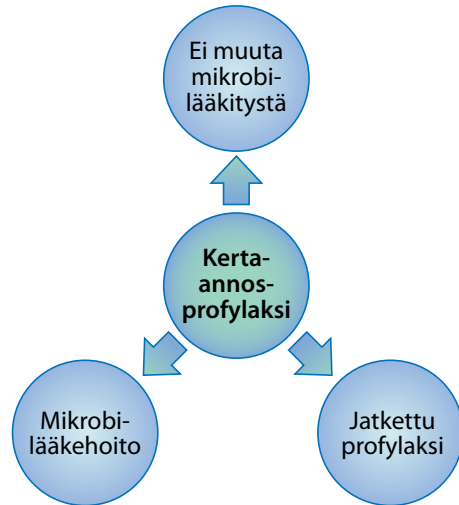 Ei muuta
mikrobi-
lääkitystä
Kerta-
annos-
profylaksi
Mikrobi-
lääkehoito
Jatkettu
profylaksi